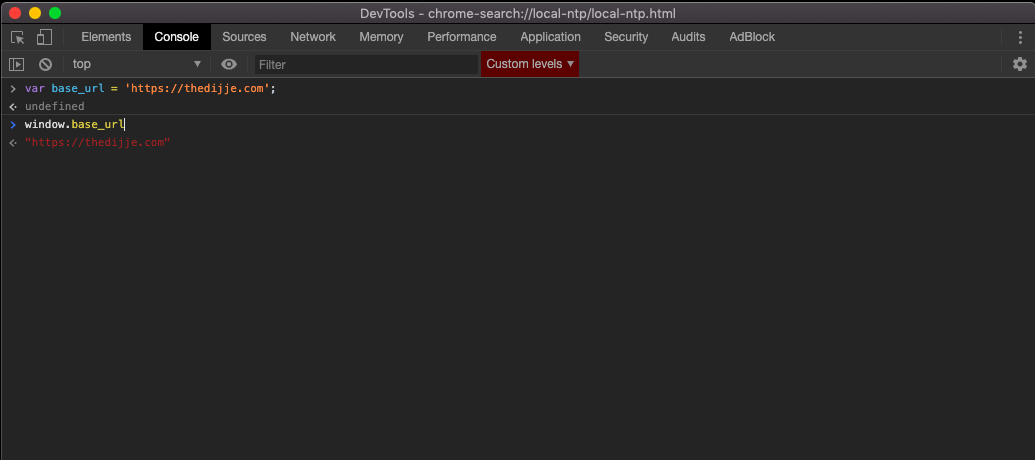 DevTools - chrome-search://local-ntp/local-ntp.html
Elements Console Sources Network Memory Performance Application Security Audits AdBlock
top Filter Custom levels
var base_url = 'https://thedijje.com';
undefined
window.base_url
"https://thedijje.com"